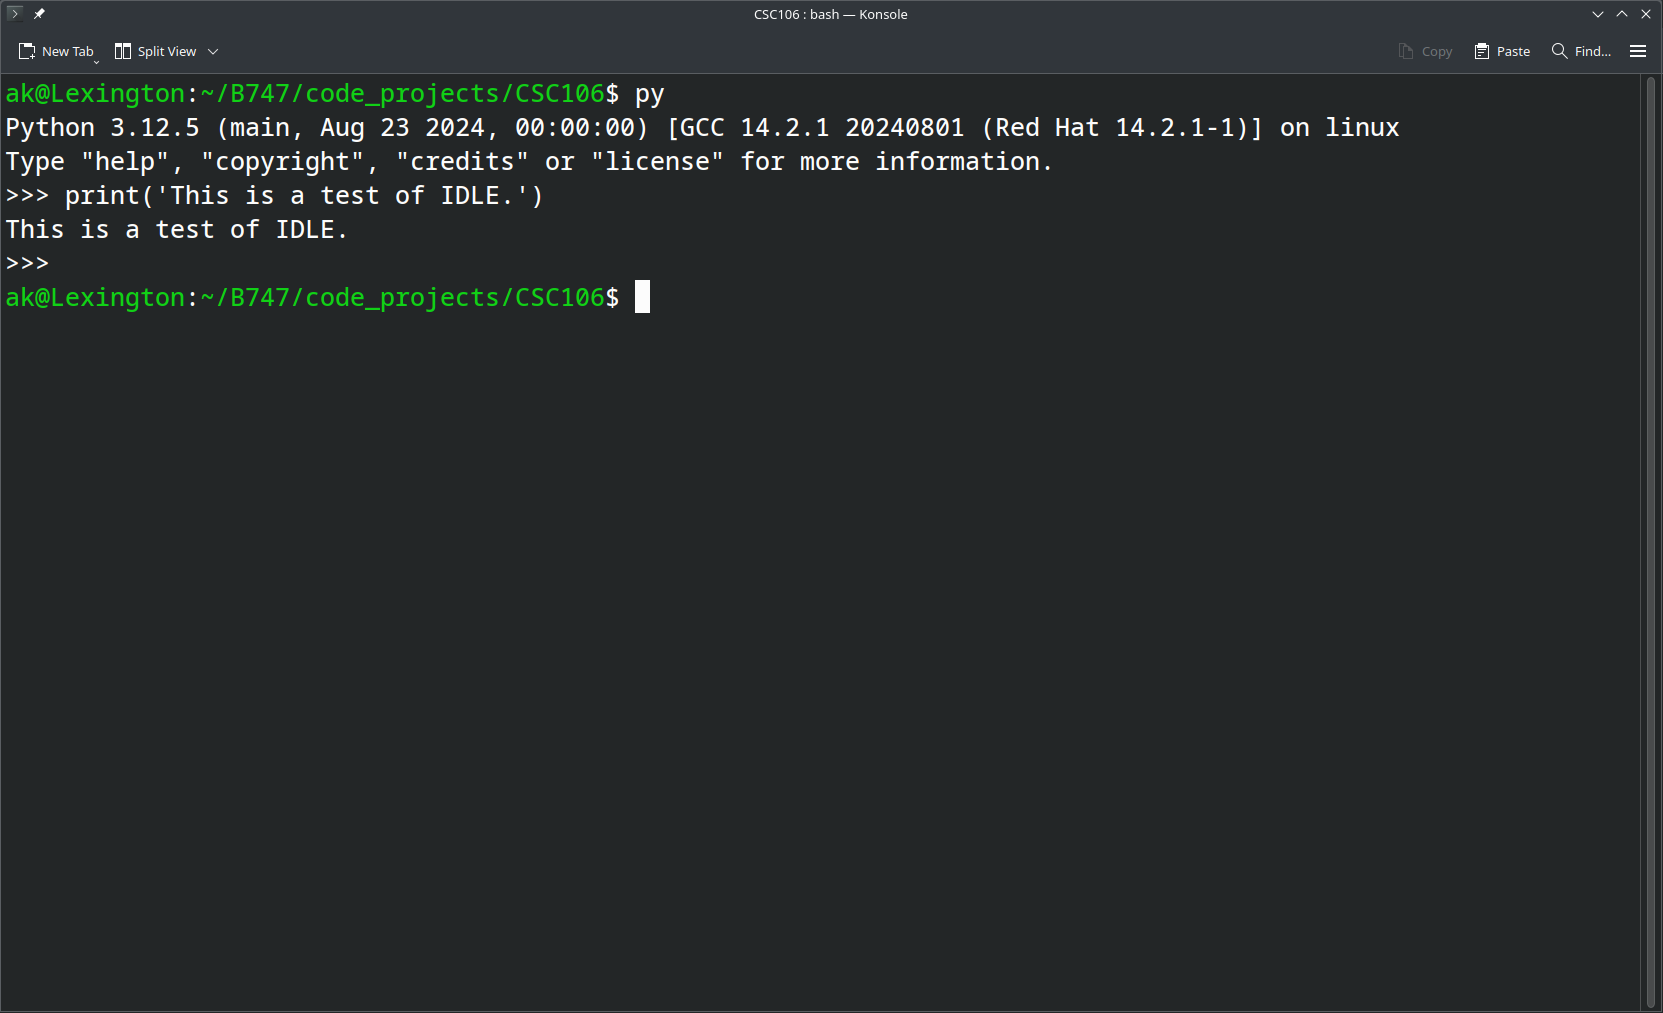 CSC106 : bash — Konsole
New Tab Split View Copy Paste Find...
ak@Lexington:~/B747/code_projects/CSC106$ py
Python 3.12.5 (main, Aug 23 2024, 00:00:00) [GCC 14.2.1 20240801 (Red Hat 14.2.1-1)] on linux
Type "help", "copyright", "credits" or "license" for more information.
>>> print('This is a test of IDLE.')
This is a test of IDLE.
>>>
ak@Lexington:~/B747/code_projects/CSC106$